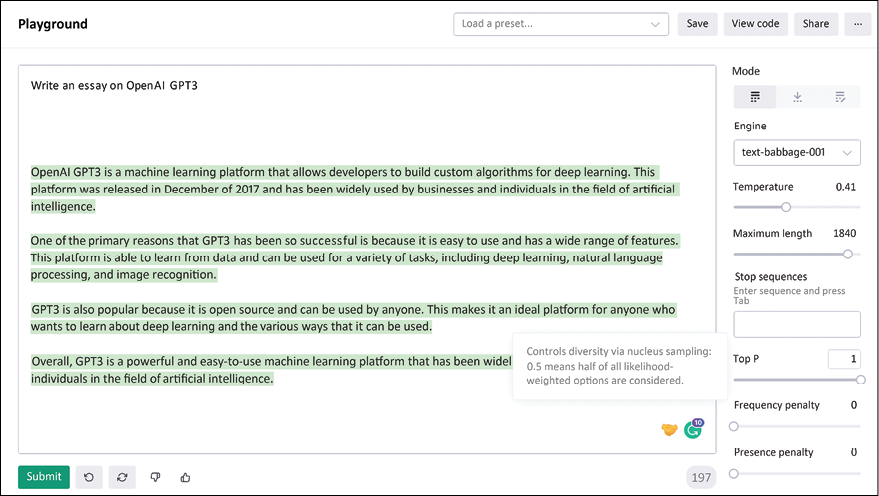 Playground
Load a preset...
Save
View code
Share
...
Write an essay on OpenAI GPT3
OpenAI GPT3 is a machine learning platform that allows developers to build custom algorithms for deep learning. This
platform was released in December of 2017 and has been widely used by businesses and individuals in the field of artificial
intelligence.
One of the primary reasons that GPT3 has been so successful is because it is easy to use and has a wide range of features.
This platform is able to learn from data and can be used for a variety of tasks, including deep learning, natural language
processing, and image recognition.
GPT3 is also popular because it is open source and can be used by anyone. This makes it an ideal platform for anyone who
wants to learn about deep learning and the various ways that it can be used.
Overall, GPT3 is a powerful and easy-to-use machine learning platform that has been widel
individuals in the field of artificial intelligence.
Controls diversity via nucleus sampling:
0.5 means half of all likelihood-
weighted options are considered.
10
Submit
197
Mode
Engine
text-babbage-001
Temperature 0.41
Maximum length 1840
Stop sequences
Enter sequence and press
Tab
Top P 1
Frequency penalty 0
Presence penalty 0